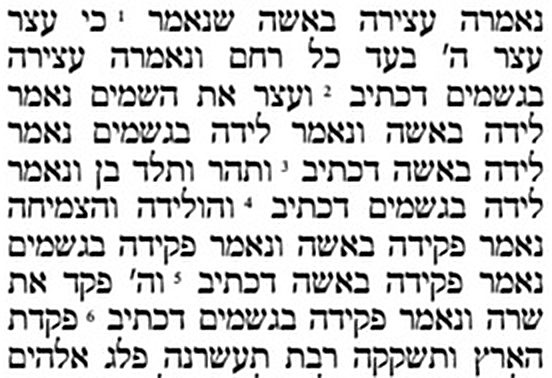 נאמרה עצירה באשה שנאמר 1 כי עצר
עצר ה' בעד כל רחם ונאמרה עצירה
בגשמים דכתיב 2 ועצר את השמים נאמר
לידה באשה ונאמר לידה בגשמים נאמר
לידה באשה דכתיב 3 ותהר ותלד בן ונאמר
לידה בגשמים דכתיב 4 והולידה והצמיחה
נאמר פקידה באשה ונאמר פקידה בגשמים
נאמר פקידה באשה דכתיב 5 וה' פקד את
שרה ונאמר פקידה בגשמים דכתיב 6 פקדת
הארץ ותשקקה רבת תעשרנה פלג אלהים